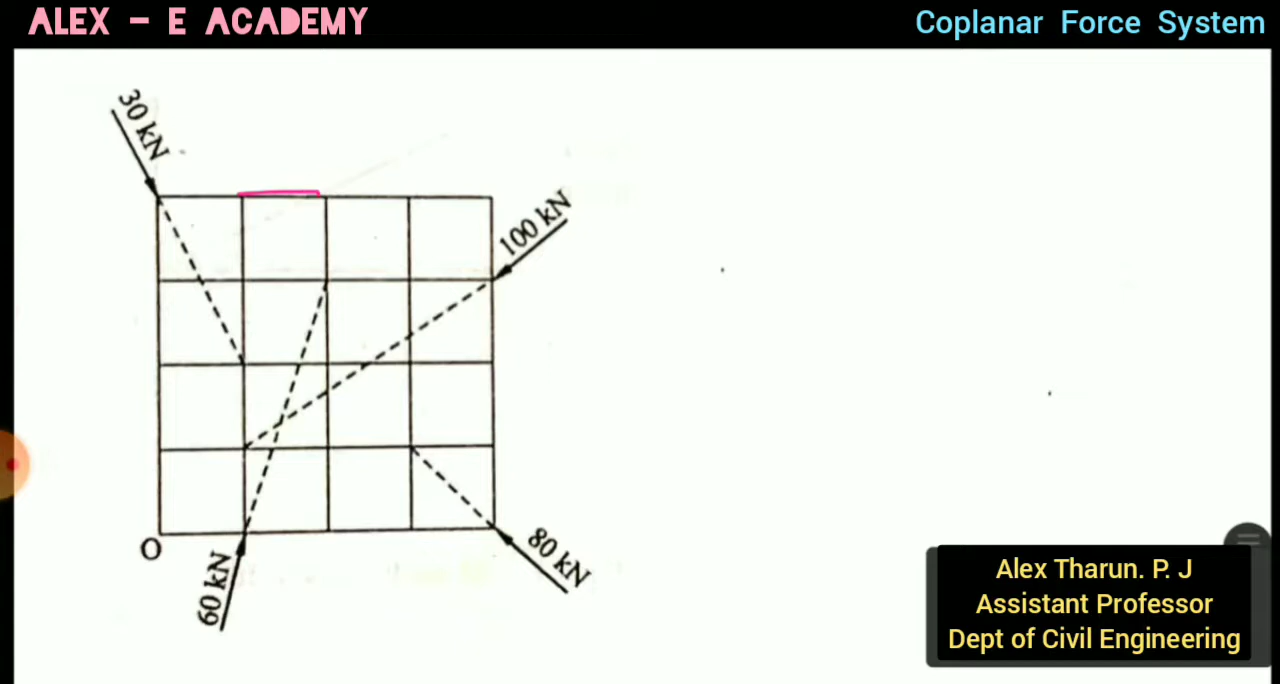 ALEX - E ACADEMY
Coplanar Force System
30 kN
100 kN
O
60 kN
80 kN
Alex Tharun. P. J
Assistant Professor
Dept of Civil Engineering